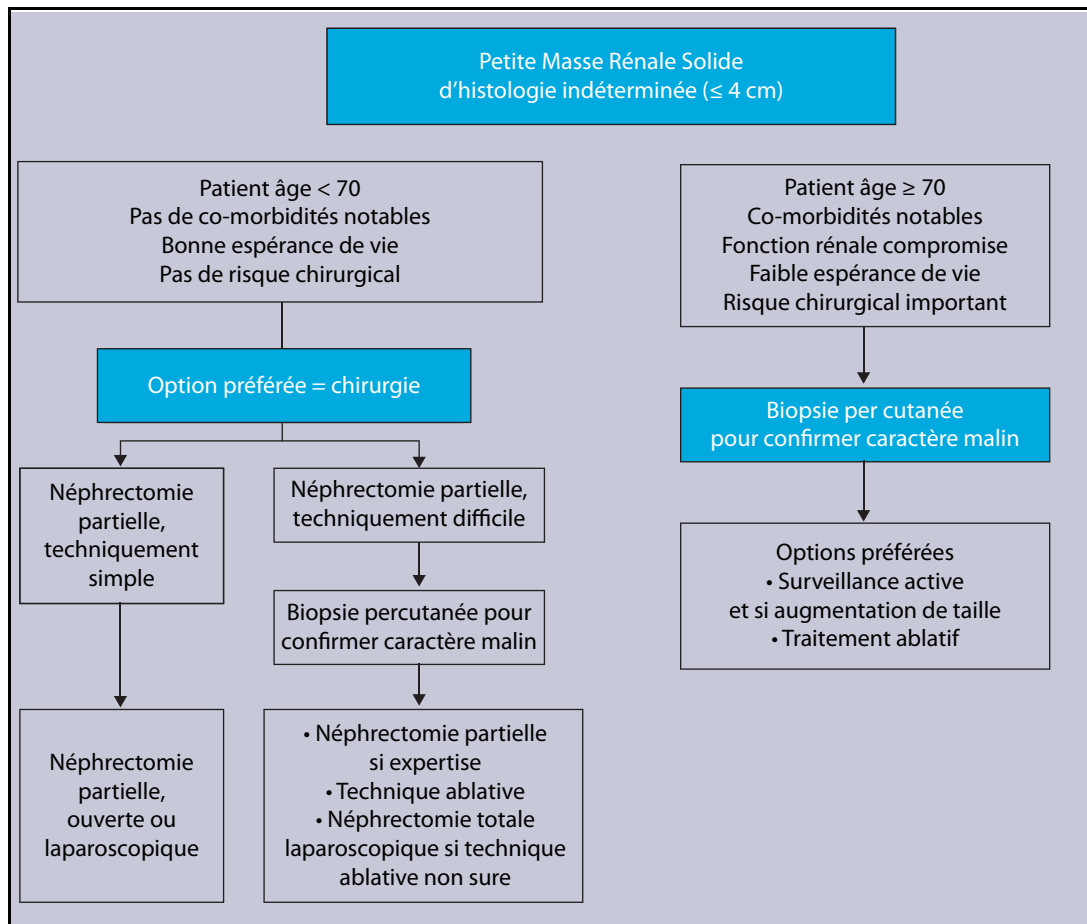 Petite Masse Rénale Solide
d’histologie indéterminée (≤ 4 cm)
Patient âge < 70
Pas de co-morbidités notables
Bonne espérance de vie
Pas de risque chirurgical
Option préférée = chirurgie
Néphrectomie
partielle,
techniquement
simple
Néphrectomie
partielle,
ouverte ou
laparoscopique
Néphrectomie partielle,
techniquement difficile
Biopsie percutanée pour
confirmer caractère malin
• Néphrectomie partielle
si expertise
• Technique ablative
• Néphrectomie totale
laparoscopique si technique
ablative non sure
Patient âge ≥ 70
Co-morbidités notables
Fonction rénale compromise
Faible espérance de vie
Risque chirurgical important
Biopsie per cutanée
pour confirmer caractère malin
Options préférées
• Surveillance active
et si augmentation de taille
• Traitement ablatif